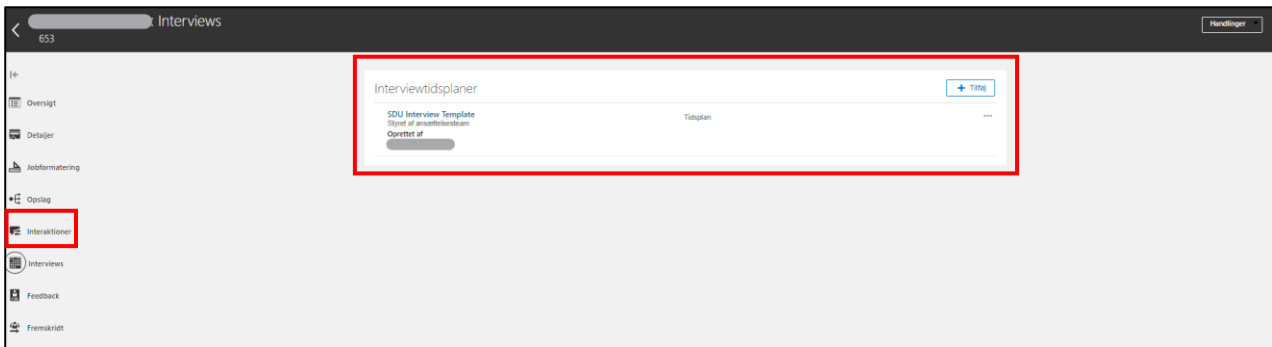 Interviews
653
Handlinger
Oversigt
Detaljer
Jobformatering
Opslag
Interaktioner
Interviews
Feedback
Fremskridt
Interviewtidsplaner
+ Tilføj
SDU Interview Template
Tidsplan
Styret af ansættelsesteam
Oprettet af